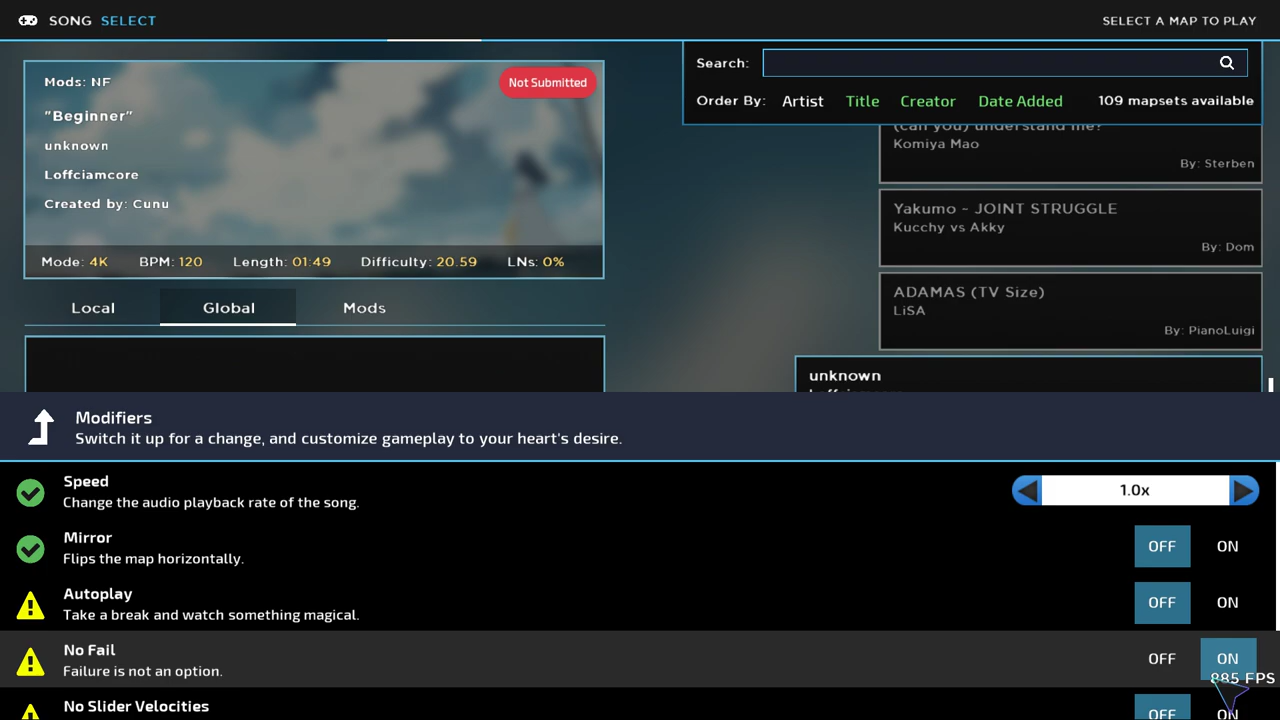 SONG SELECT
SELECT A MAP TO PLAY
Mods: NF
Not Submitted
"Beginner"
unknown
Loffciamcore
Created by: Cunu
Mode: 4K BPM: 120 Length: 01:49 Difficulty: 20.59 LNs: 0%
Local Global Mods
Search:
Order By: Artist Title Creator Date Added 109 mapsets available
(can you) understand me?
Komiya Mao
By: Sterben
Yakumo ~ JOINT STRUGGLE
Kucchy vs Akky
By: Dom
ADAMAS (TV Size)
LiSA
By: PianoLuigi
unknown
Modifiers
Switch it up for a change, and customize gameplay to your heart's desire.
Speed
Change the audio playback rate of the song.
1.0x
Mirror
Flips the map horizontally.
OFF ON
Autoplay
Take a break and watch something magical.
OFF ON
No Fail
Failure is not an option.
OFF ON
885 FPS
No Slider Velocities
OFF ON